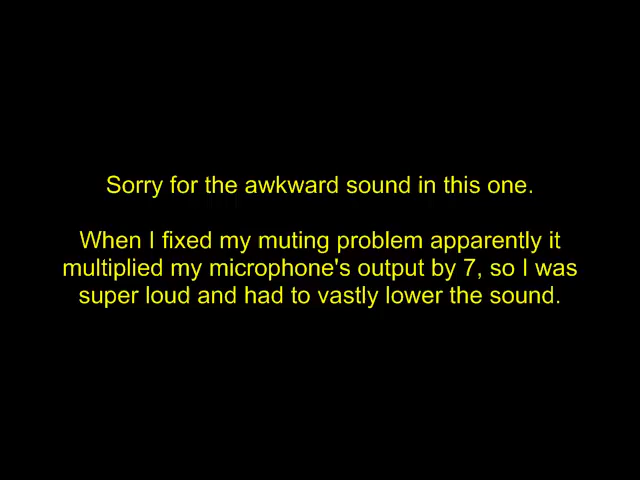 Sorry for the awkward sound in this one.
When I fixed my muting problem apparently it
multiplied my microphone's output by 7, so I was
super loud and had to vastly lower the sound.